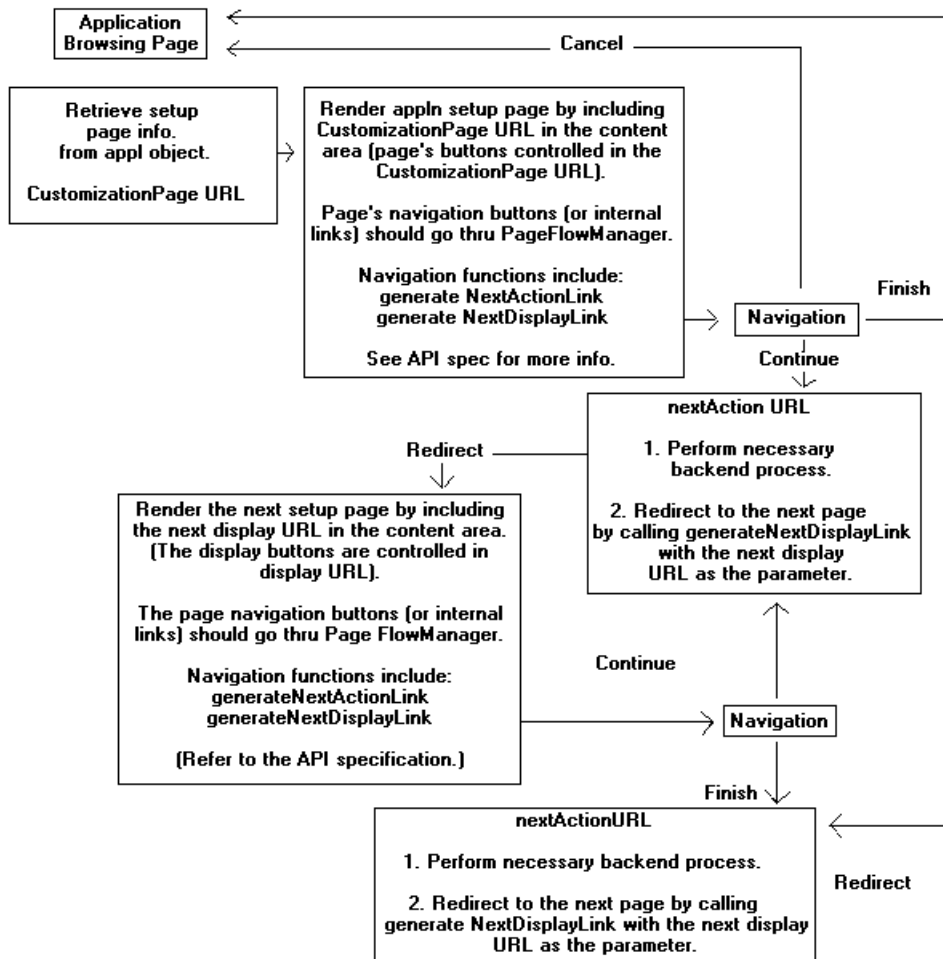 Application
Browsing Page
Cancel
Retrieve setup
page info.
from appl object.
CustomizationPage URL
Render appln setup page by including
CustomizationPage URL in the content
area (page's buttons controlled in the
CustomizationPage URL).
Page's navigation buttons (or internal
links) should go thru PageFlowManager.
Navigation functions include:
generate NextActionLink
generate NextDisplayLink
See API spec for more info.
Finish
Navigation
Continue
nextAction URL
1. Perform necessary
backend process.
2. Redirect to the next page
by calling generateNextDisplayLink
with the next display
URL as the parameter.
Redirect
Render the next setup page by including
the next display URL in the content area.
(The display buttons are controlled in
display URL).
The page navigation buttons (or internal
links) should go thru Page FlowManager.
Navigation functions include:
generateNextActionLink
generateNextDisplayLink
(Refer to the API specification.)
Continue
Navigation
Finish
nextActionURL
1. Perform necessary backend process.
2. Redirect to the next page by calling
generate NextDisplayLink with the next display
URL as the parameter.
Redirect